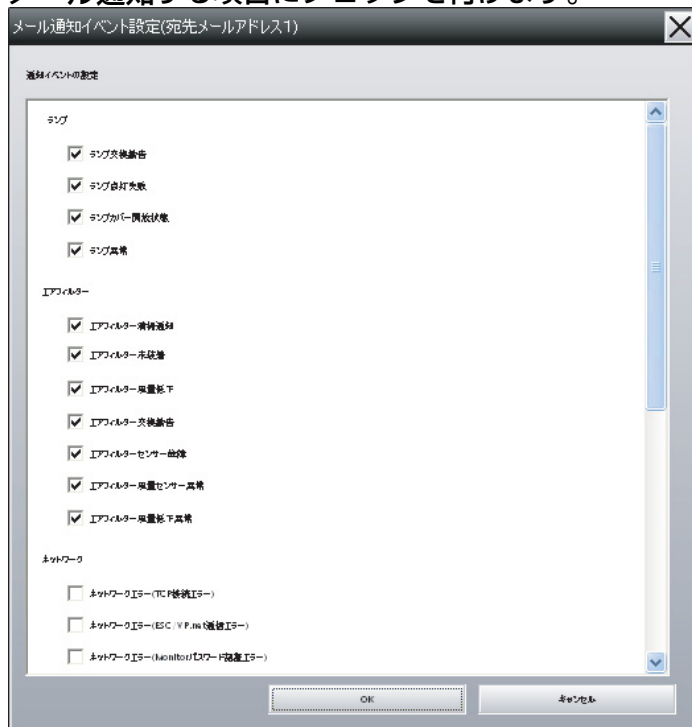 メール通知する項目にチェックを付けます。
メール通知イベント設定(宛先メールアドレス1)
通知イベントの設定
ランプ
ランプ交換勧告
ランプ点灯失敗
ランプカバー開放状態
ランプ異常
エアフィルター
エアフィルター清掃通知
エアフィルター未装着
エアフィルター風量低下
エアフィルター交換勧告
エアフィルターセンサー故障
エアフィルター風量センサー異常
エアフィルター風量低下異常
ネットワーク
ネットワークエラー(TCP接続エラー)
ネットワークエラー(ESC/VP.net通信エラー)
ネットワークエラー(Monitorパスワード認証エラー)
OK
キャンセル